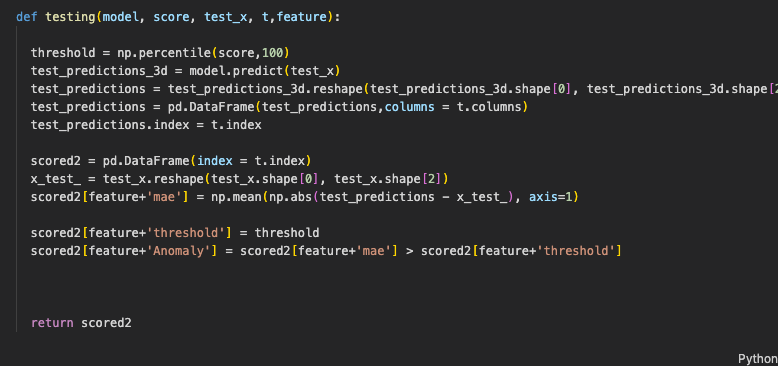 def testing(model, score, test_x, t,feature):
threshold = np.percentile(score,100)
test_predictions_3d = model.predict(test_x)
test_predictions = test_predictions_3d.reshape(test_predictions_3d.shape[0], test_predictions_3d.shape[2
test_predictions = pd.DataFrame(test_predictions,columns = t.columns)
test_predictions.index = t.index
scored2 = pd.DataFrame(index = t.index)
x_test_ = test_x.reshape(test_x.shape[0], test_x.shape[2])
scored2[feature+'mae'] = np.mean(np.abs(test_predictions - x_test_), axis=1)
scored2[feature+'threshold'] = threshold
scored2[feature+'Anomaly'] = scored2[feature+'mae'] > scored2[feature+'threshold']
return scored2
Python